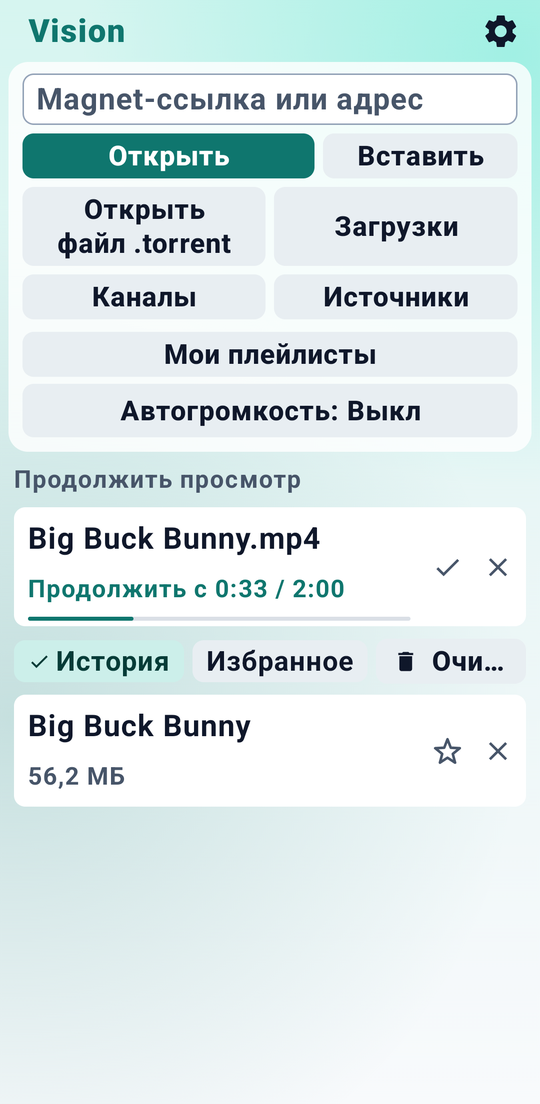 Vision
Magnet-ссылка или адрес
Открыть
Вставить
Открыть
файл .torrent
Загрузки
Каналы
Источники
Мои плейлисты
Автогромкость: Выкл
Продолжить просмотр
Big Buck Bunny.mp4
Продолжить с 0:33 / 2:00
История
Избранное
Очи...
Big Buck Bunny
56,2 МБ